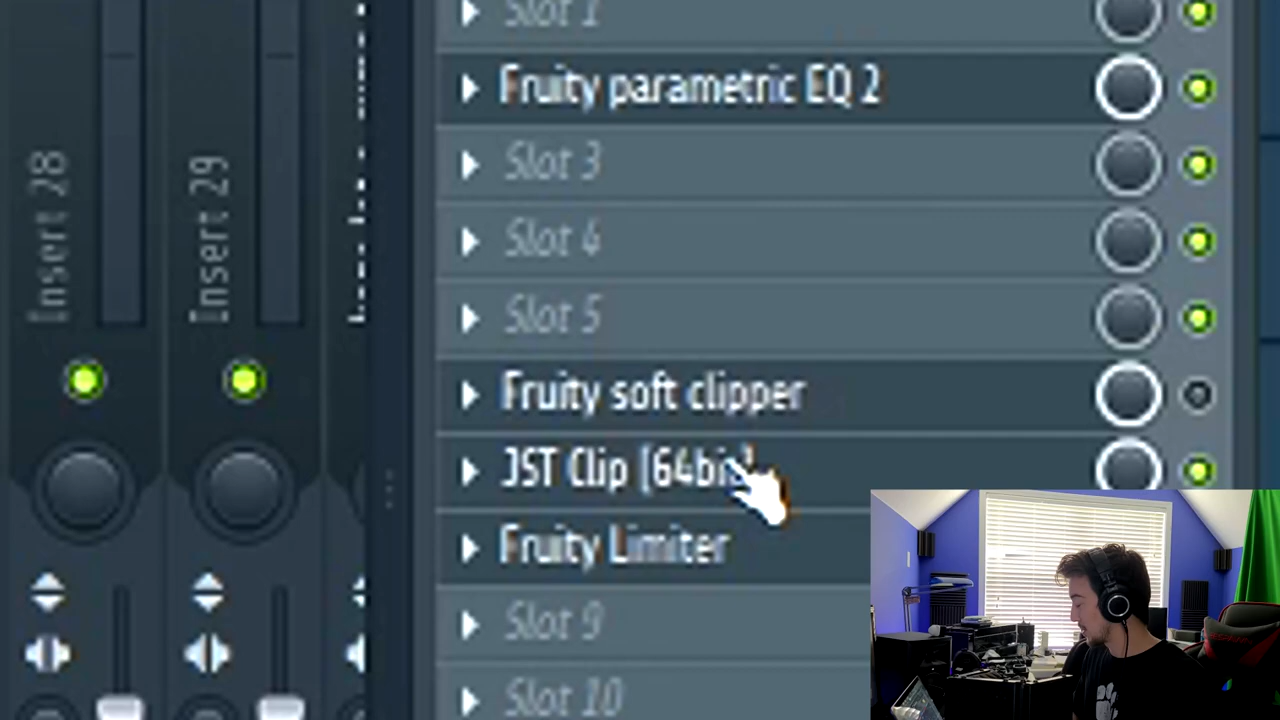 Slot 1
Fruity parametric EQ 2
Slot 3
Slot 4
Slot 5
Fruity soft clipper
JST Clip [64bit]
Fruity Limiter
Slot 9
Slot 10
Insert 28
Insert 29